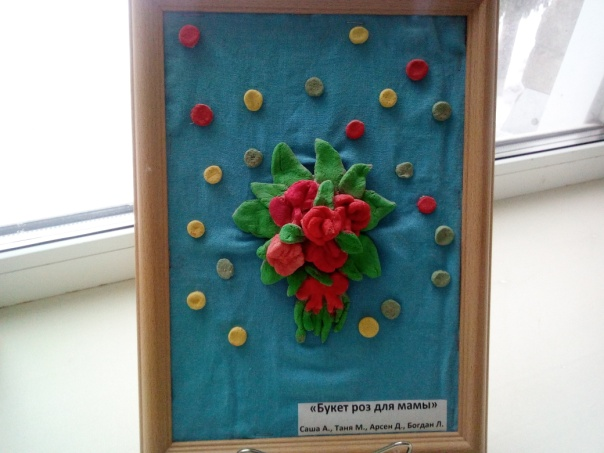 «Букет роз для мамы»
Саша А., Таня М., Арсен Д., Богдан Л.